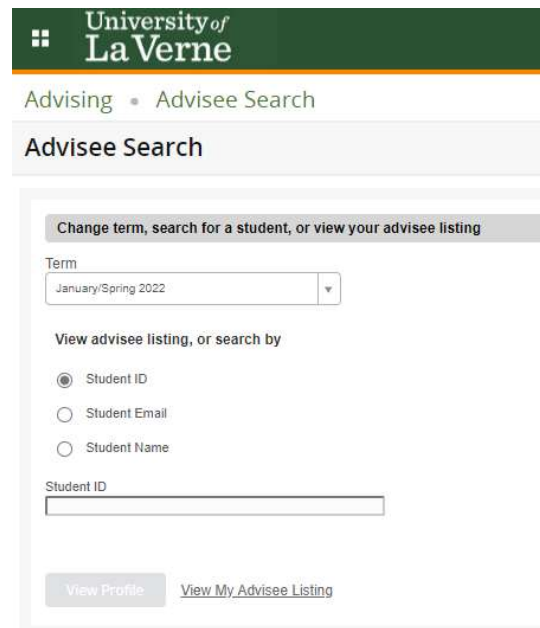 University of
La Verne
Advising • Advisee Search
Advisee Search
Change term, search for a student, or view your advisee listing
Term
January/Spring 2022
View advisee listing, or search by
Student ID
Student Email
Student Name
Student ID
View Profile View My Advisee Listing